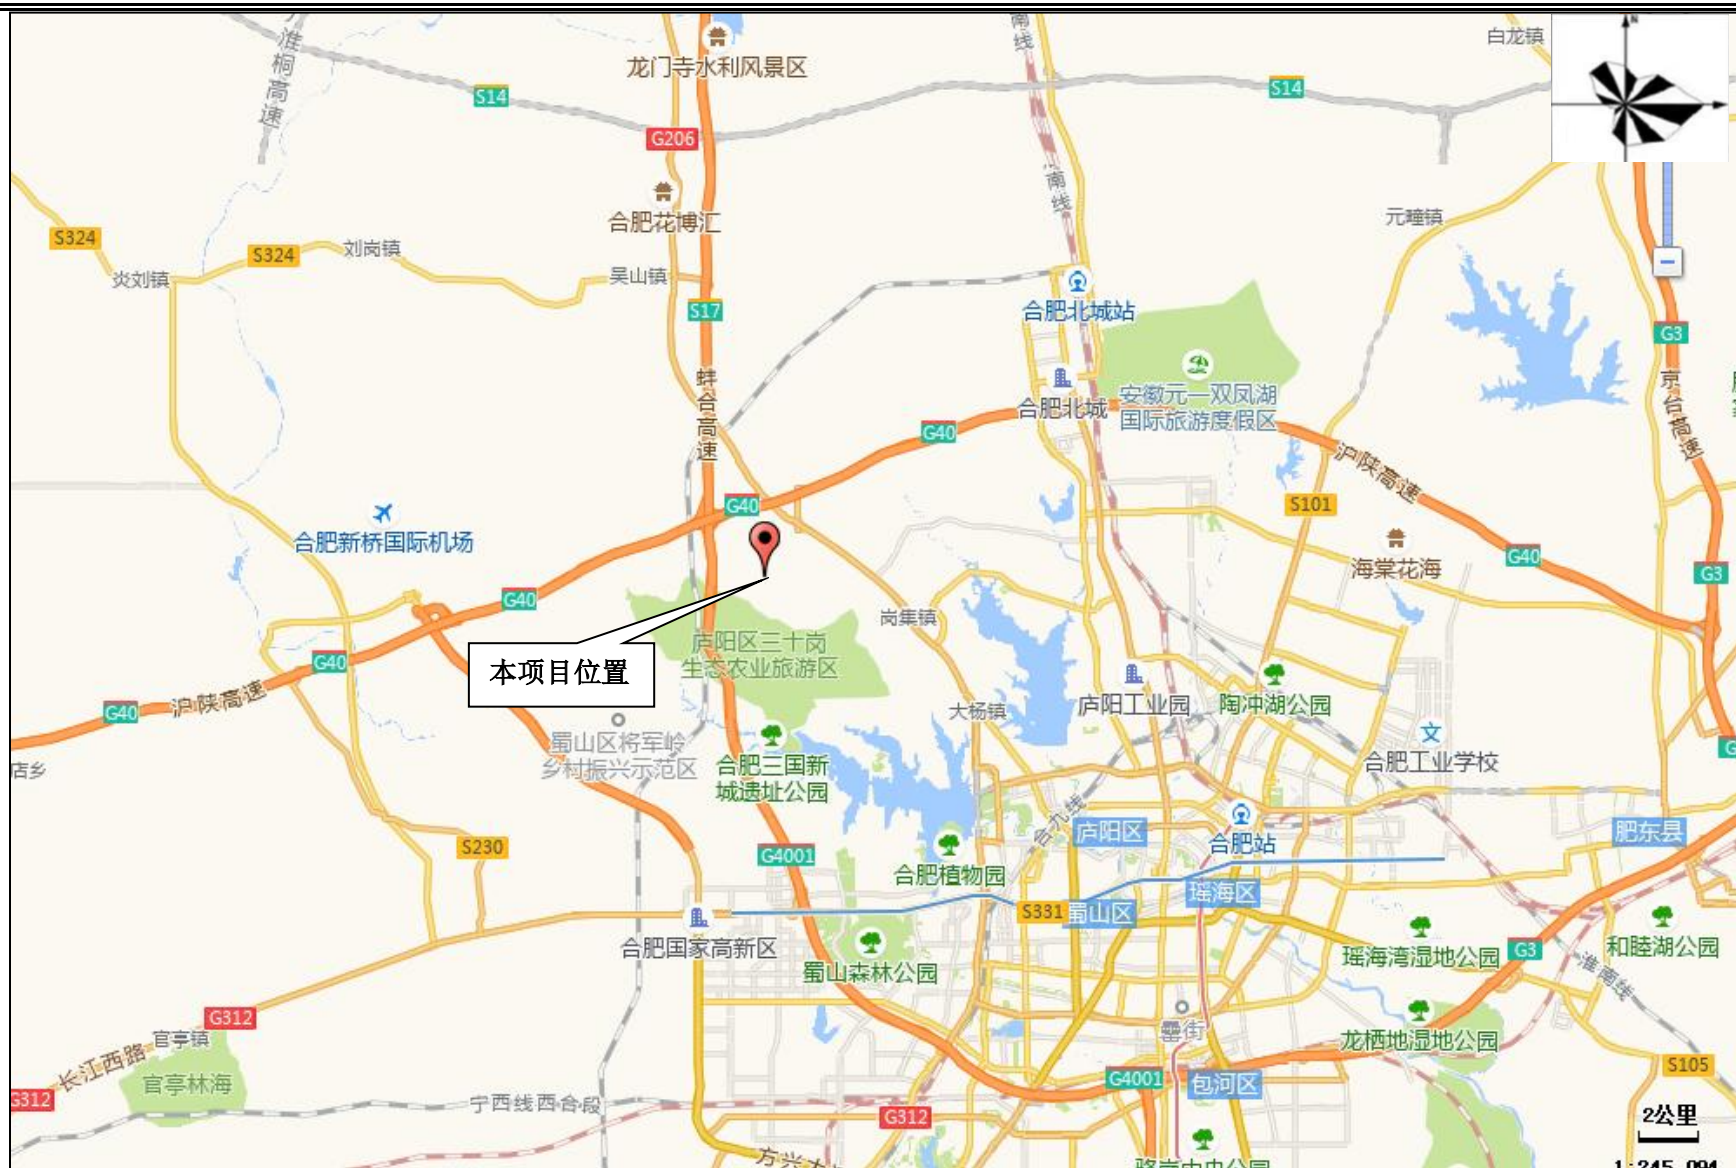 南线
白龙镇
N
淮桐高速
龙门寺水利风景区
S14
S14
G206
南线
合肥花博汇
元疃镇
S324
S324
刘岗镇
炎刘镇
吴山镇
S17
合肥北城站
G3
京台高速
安徽元一双凤湖
国际旅游度假区
合肥北城
蚌合高速
G40
沪陕高速
G40
S101
合肥新桥国际机场
海棠花海
G40
G3
G40
岗集镇
庐阳区三十岗
生态农业旅游区
本项目位置
G40
沪陕高速
G40
大杨镇
庐阳工业园
陶冲湖公园
蜀山区将军岭
乡村振兴示范区
合肥三国新
城遗址公园
合肥工业学校
店乡
合九线
庐阳区
合肥站
肥东县
S230
G4001
合肥植物园
瑶海区
S331
蜀山区
合肥国家高新区
蜀山森林公园
瑶海湾湿地公园
G3
和睦湖公园
淮南线
G312
官亭镇
罍街
龙栖地湿地公园
长江西路
官亭林海
G4001
包河区
S105
G312
宁西线西合段
G312
2公里
方兴大
骆岗中央公园